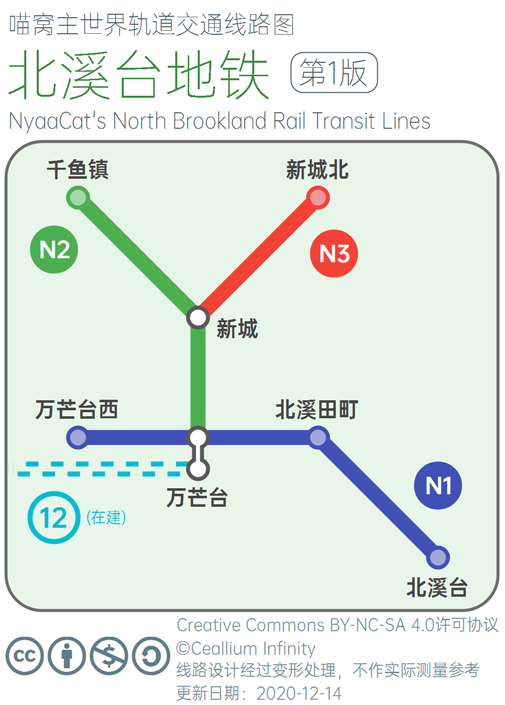 喵窝主世界轨道交通线路图
北溪台地铁 第1版
NyaaCat's North Brookland Rail Transit Lines
千鱼镇
新城北
N2
N3
新城
万芒台西
北溪田町
万芒台
N1
12 (在建)
北溪台
Creative Commons BY-NC-SA 4.0许可协议
cc
©Ceallium Infinity
线路设计经过变形处理，不作实际测量参考
更新日期：2020-12-14